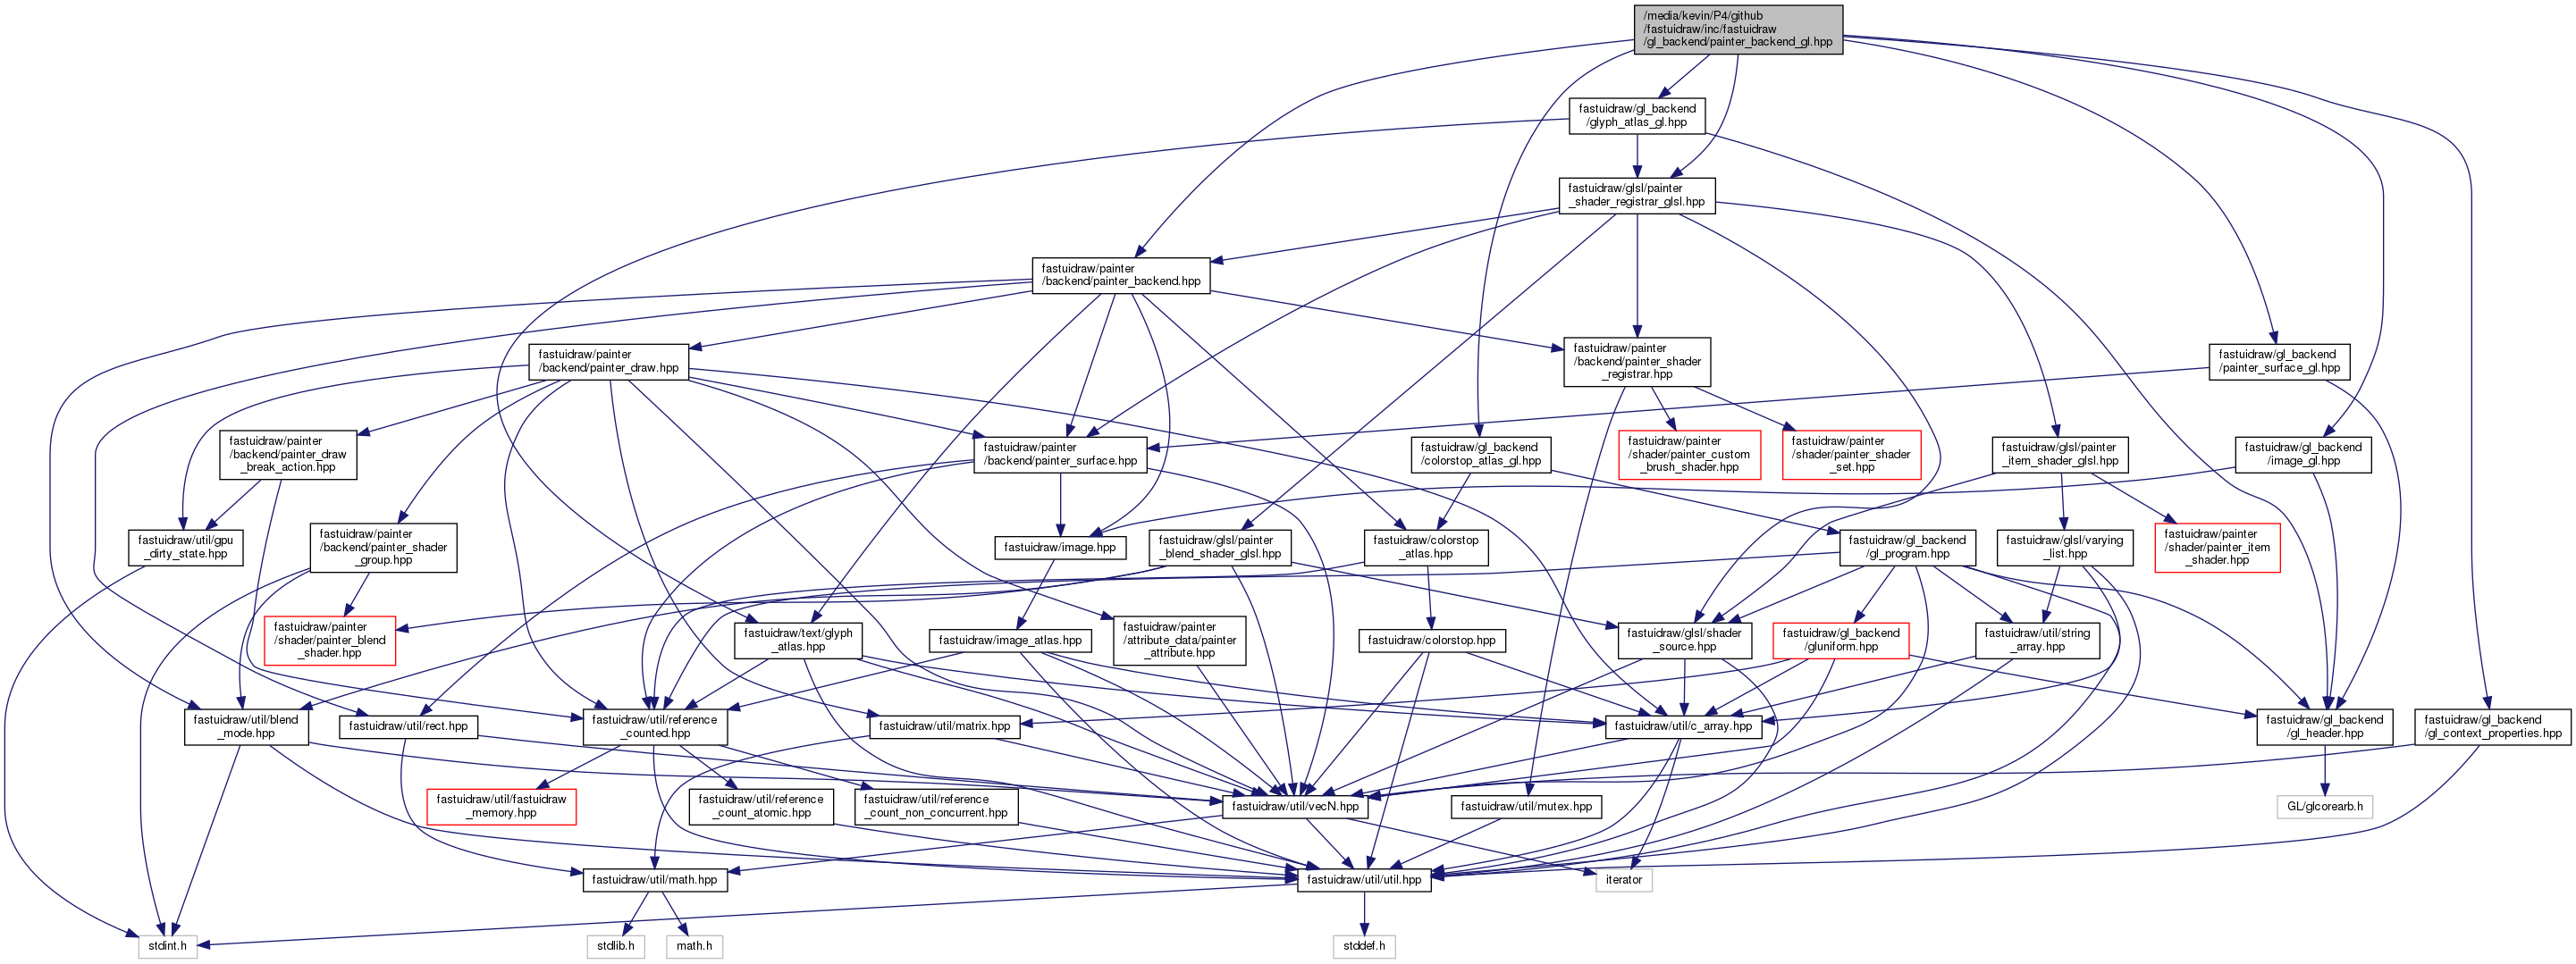 /media/kevin/P4/github
/fastuidraw/inc/fastuidraw
/gl_backend/painter_backend_gl.hpp
fastuidraw/gl_backend
/glyph_atlas_gl.hpp
fastuidraw/glsl/painter
_shader_registrar_glsl.hpp
fastuidraw/painter
/backend/painter_backend.hpp
fastuidraw/painter
/backend/painter_draw.hpp
fastuidraw/painter
/backend/painter_shader
_registrar.hpp
fastuidraw/gl_backend
/painter_surface_gl.hpp
fastuidraw/painter
/backend/painter_draw
_break_action.hpp
fastuidraw/painter
/backend/painter_surface.hpp
fastuidraw/gl_backend
/colorstop_atlas_gl.hpp
fastuidraw/painter
/shader/painter_custom
_brush_shader.hpp
fastuidraw/painter
/shader/painter_shader
_set.hpp
fastuidraw/glsl/painter
_item_shader_glsl.hpp
fastuidraw/gl_backend
/image_gl.hpp
fastuidraw/util/gpu
_dirty_state.hpp
fastuidraw/painter
/backend/painter_shader
_group.hpp
fastuidraw/image.hpp
fastuidraw/glsl/painter
_blend_shader_glsl.hpp
fastuidraw/colorstop
_atlas.hpp
fastuidraw/gl_backend
/gl_program.hpp
fastuidraw/glsl/varying
_list.hpp
fastuidraw/painter
/shader/painter_item
_shader.hpp
fastuidraw/painter
/shader/painter_blend
_shader.hpp
fastuidraw/text/glyph
_atlas.hpp
fastuidraw/image_atlas.hpp
fastuidraw/painter
/attribute_data/painter
_attribute.hpp
fastuidraw/colorstop.hpp
fastuidraw/glsl/shader
_source.hpp
fastuidraw/gl_backend
/gluniform.hpp
fastuidraw/util/string
_array.hpp
fastuidraw/util/blend
_mode.hpp
fastuidraw/util/rect.hpp
fastuidraw/util/reference
_counted.hpp
fastuidraw/util/matrix.hpp
fastuidraw/util/c_array.hpp
fastuidraw/gl_backend
/gl_header.hpp
fastuidraw/gl_backend
/gl_context_properties.hpp
fastuidraw/util/fastuidraw
_memory.hpp
fastuidraw/util/reference
_count_atomic.hpp
fastuidraw/util/reference
_count_non_concurrent.hpp
fastuidraw/util/vecN.hpp
fastuidraw/util/mutex.hpp
GL/glcorearb.h
fastuidraw/util/math.hpp
fastuidraw/util/util.hpp
iterator
stdint.h
stdlib.h
math.h
stddef.h